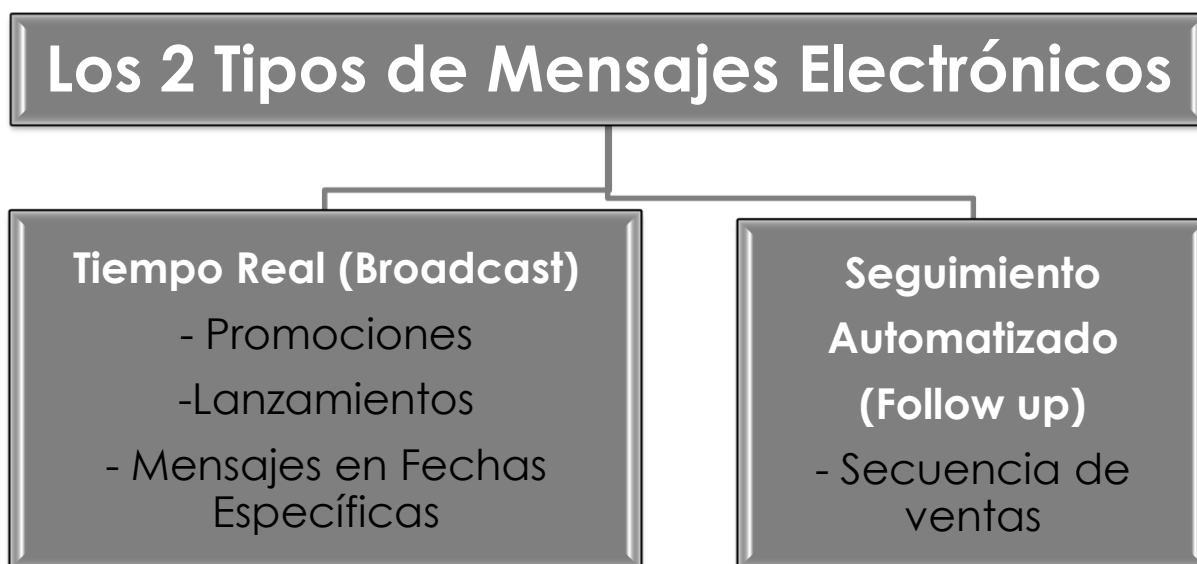 Los 2 Tipos de Mensajes Electrónicos
Tiempo Real (Broadcast)
- Promociones
-Lanzamientos
- Mensajes en Fechas
Específicas
Seguimiento
Automatizado
(Follow up)
- Secuencia de
ventas